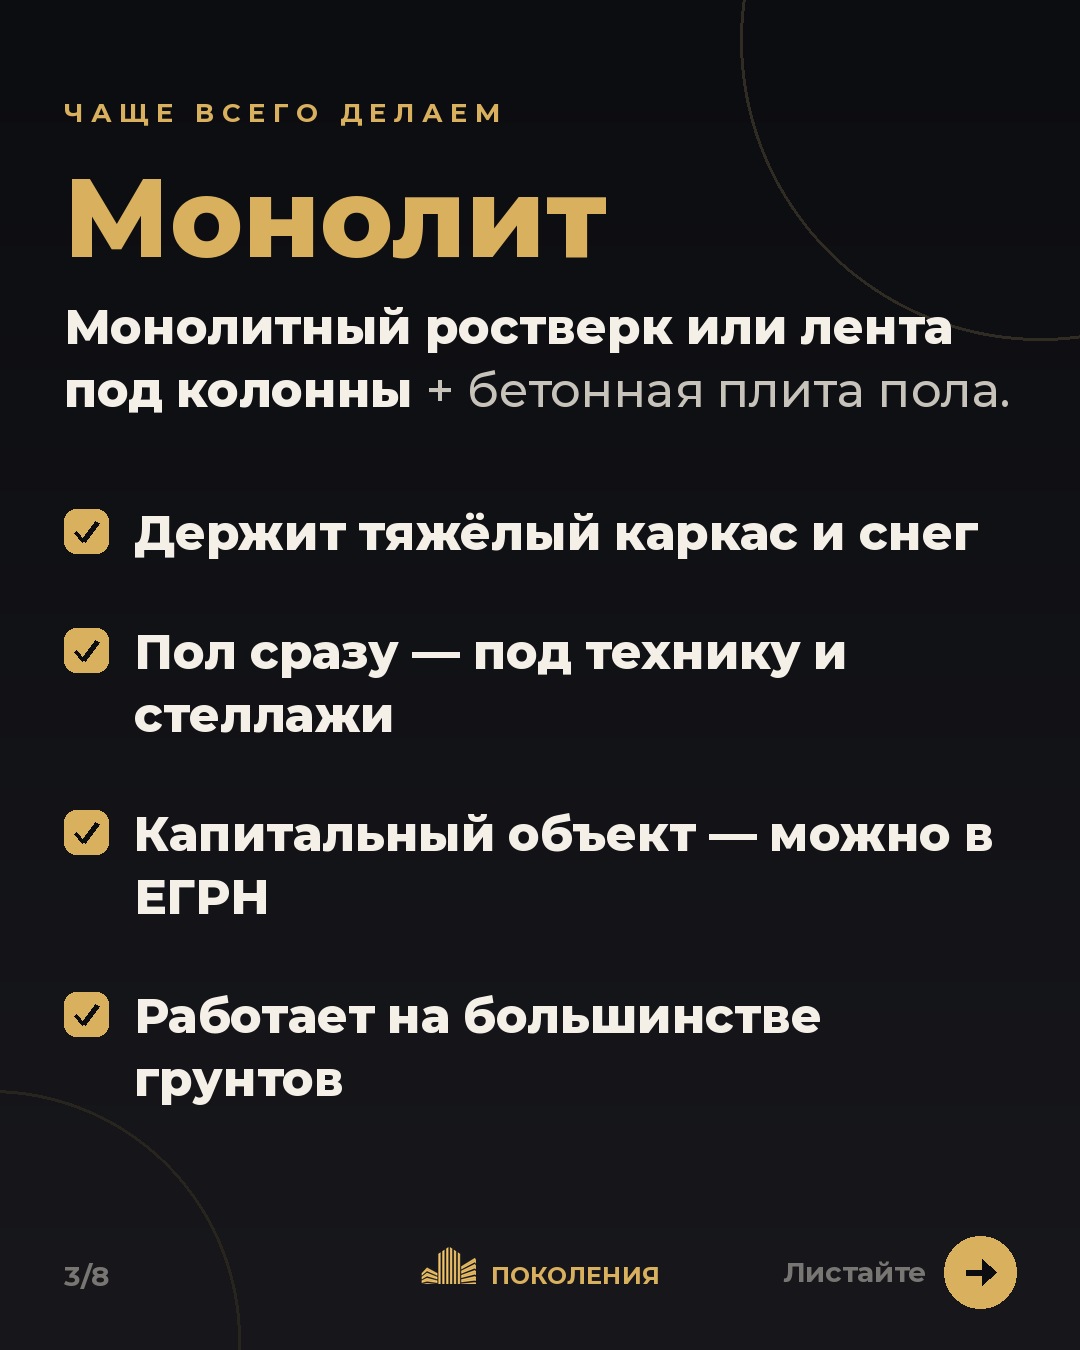 ЧАЩЕ ВСЕГО ДЕЛАЕМ
Монолит
Монолитный ростверк или лента
под колонны + бетонная плита пола.
Держит тяжёлый каркас и снег
Пол сразу — под технику и
стеллажи
Капитальный объект — можно в
ЕГРН
Работает на большинстве
грунтов
3/8
ПОКОЛЕНИЯ
Листайте